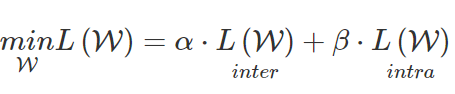 min L (𝒲) = α · L (𝒲) + β · L (𝒲)
𝒲 inter intra